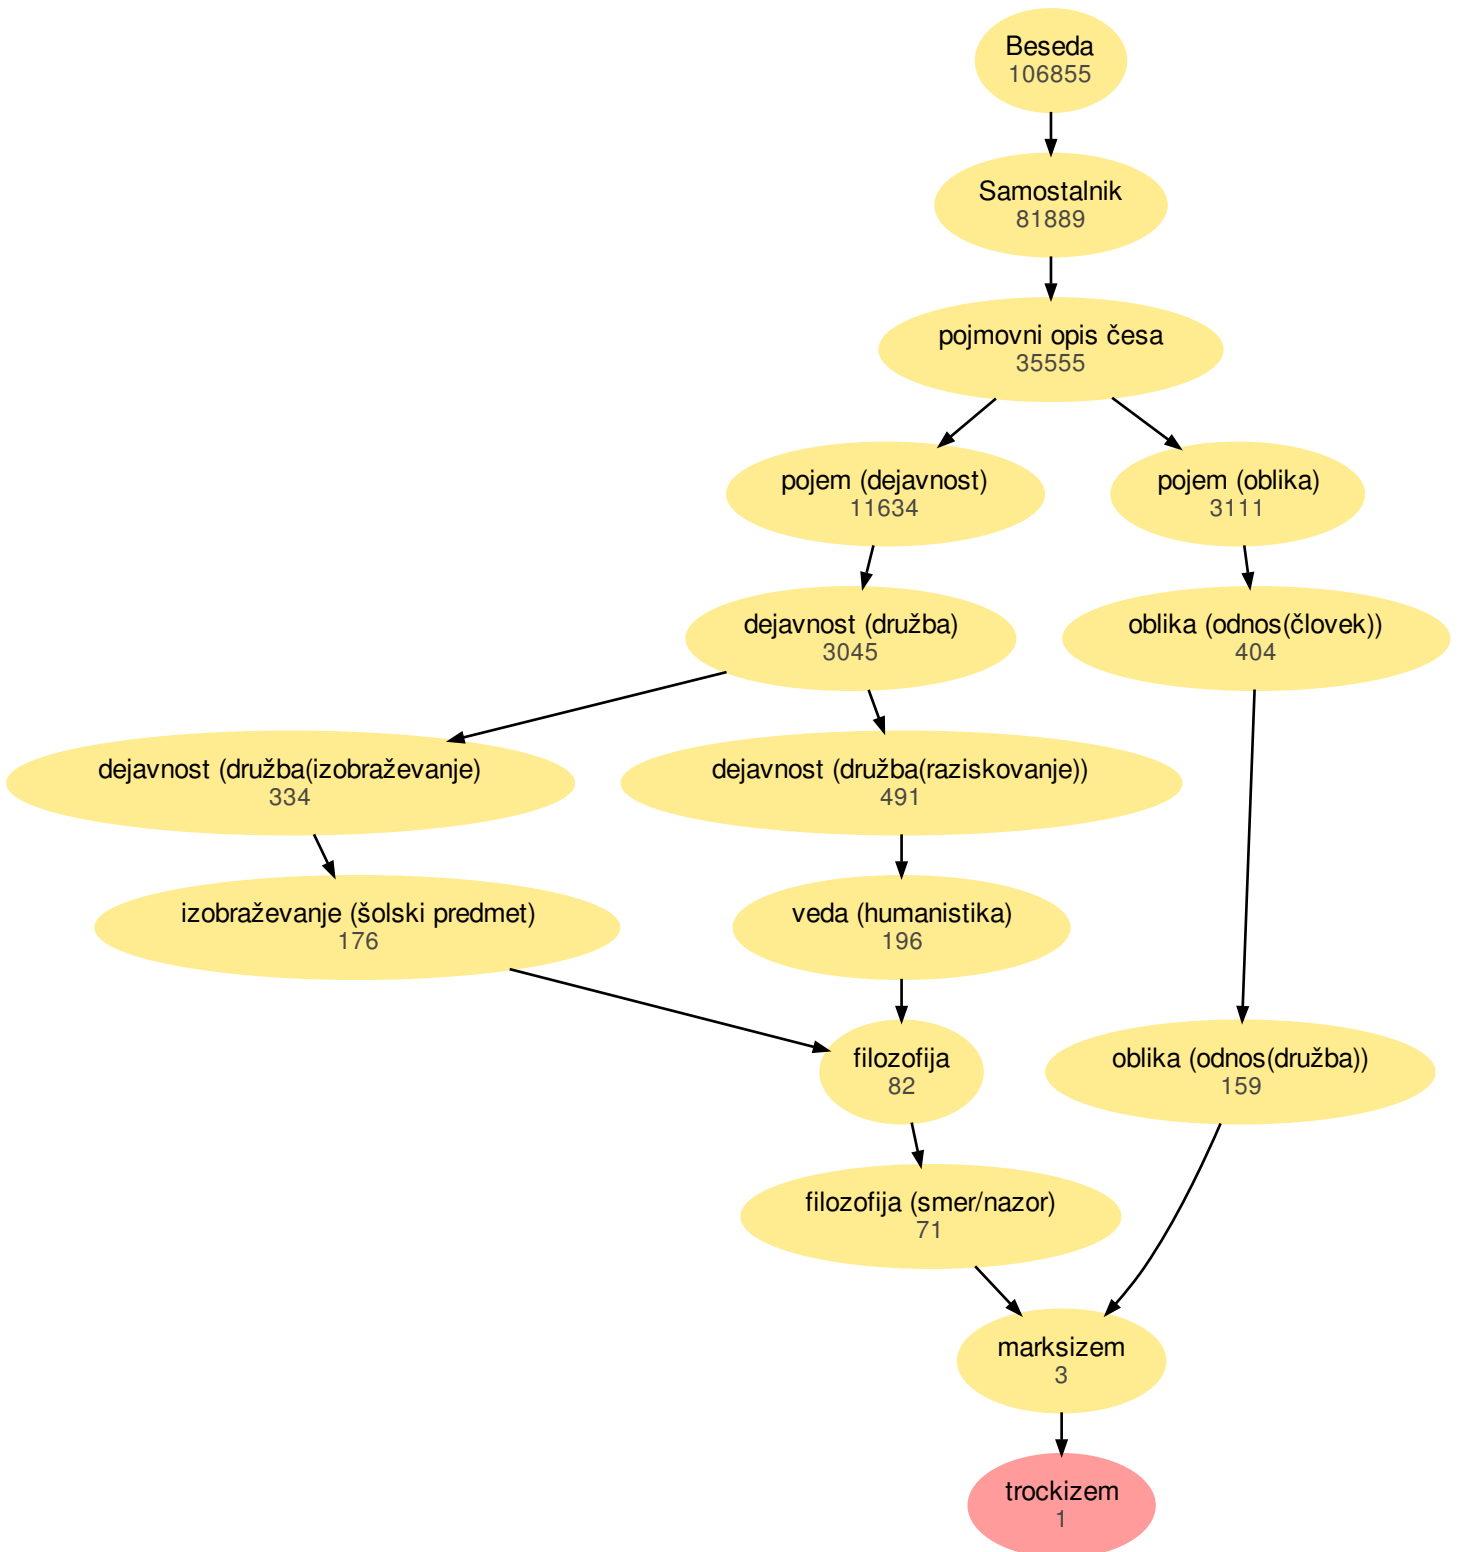 Beseda
106855
Samostalnik
81889
pojmovni opis česa
35555
pojem (dejavnost)
11634
pojem (oblika)
3111
dejavnost (družba)
3045
oblika (odnos(človek))
404
dejavnost (družba(izobraževanje)
334
dejavnost (družba(raziskovanje))
491
izobraževanje (šolski predmet)
176
veda (humanistika)
196
filozofija
82
oblika (odnos(družba))
159
filozofija (smer/nazor)
71
marksizem
3
trockizem
1